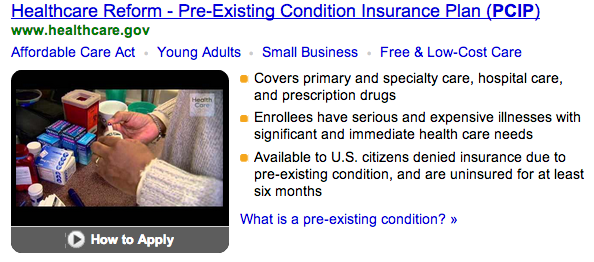 Healthcare Reform - Pre-Existing Condition Insurance Plan (PCIP)
www.healthcare.gov
Affordable Care Act • Young Adults • Small Business • Free & Low-Cost Care
Health
Care
Covers primary and specialty care, hospital care,
and prescription drugs
Enrollees have serious and expensive illnesses with
significant and immediate health care needs
Available to U.S. citizens denied insurance due to
pre-existing condition, and are uninsured for at least
six months
What is a pre-existing condition? »
How to Apply